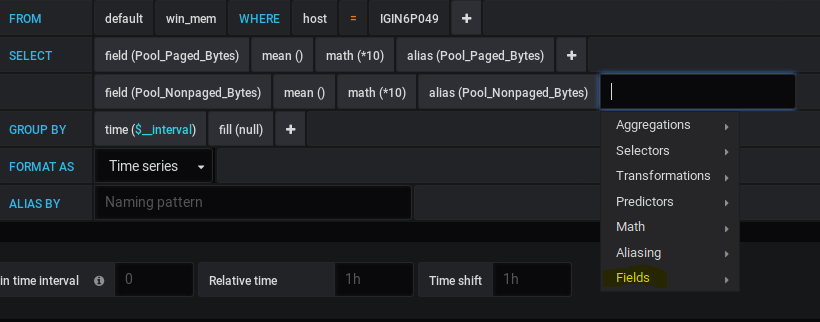 FROM default win_mem WHERE host = IGIN6P049 +
SELECT field (Pool_Paged_Bytes) mean () math (*10) alias (Pool_Paged_Bytes) +
field (Pool_Nonpaged_Bytes) mean () math (*10) alias (Pool_Nonpaged_Bytes)
Aggregations
GROUP BY time ($__interval) fill (null) +
Selectors
FORMAT AS Time series
Transformations
ALIAS BY Naming pattern
Predictors
Math
Aliasing
Fields
in time interval 0 Relative time 1h Time shift 1h